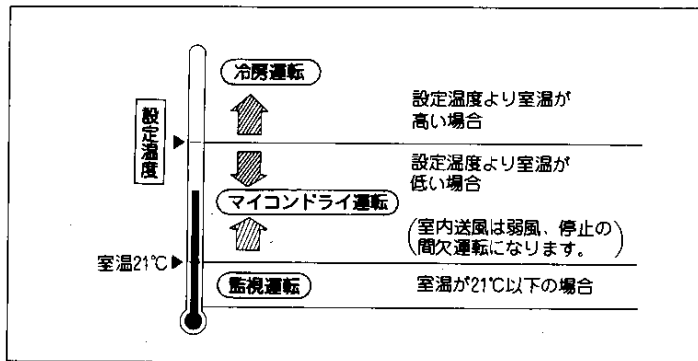 冷房運転
設定温度より室温が
高い場合
設定温度
設定温度より室温が
低い場合
マイコンドライ運転
(室内送風は弱風、停止の
間欠運転になります。)
室温21℃
監視運転
室温が21℃以下の場合